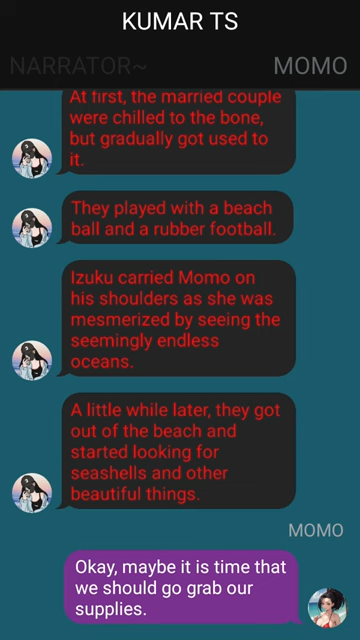 KUMAR TS
NARRATOR~
MOMO
At first, the married couple
were chilled to the bone,
but gradually got used to
it.
They played with a beach
ball and a rubber football.
Izuku carried Momo on
his shoulders as she was
mesmerized by seeing the
seemingly endless
oceans.
A little while later, they got
out of the beach and
started looking for
seashells and other
beautiful things.
MOMO
Okay, maybe it is time that
we should go grab our
supplies.